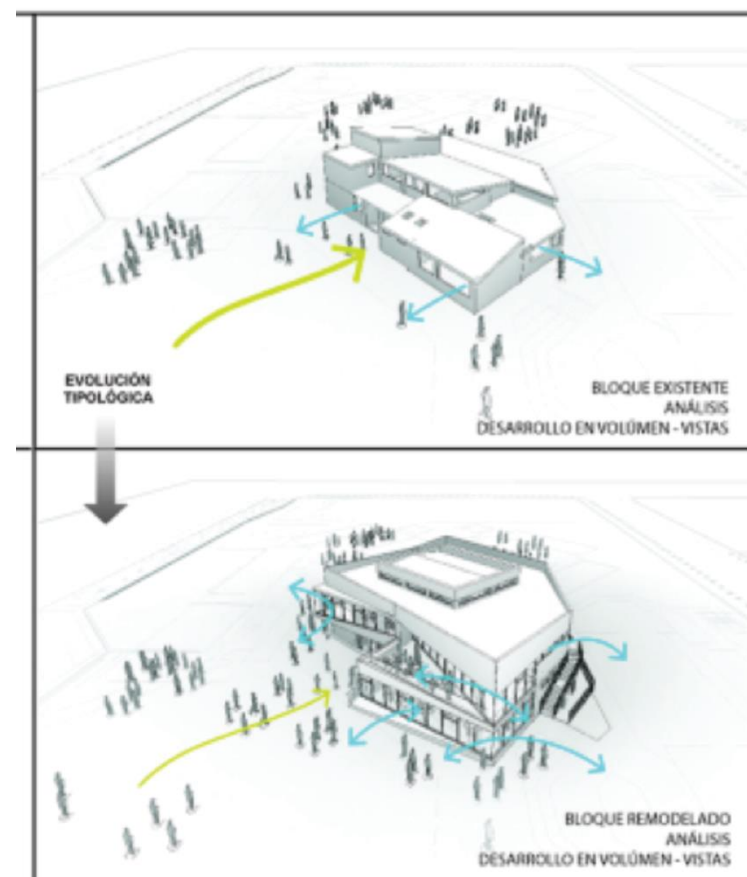 EVOLUCIÓN
TIPOLÓGICA
BLOQUE EXISTENTE
ANÁLISIS
DESARROLLO EN VOLÚMEN - VISTAS
BLOQUE REMODELADO
ANÁLISIS
DESARROLLO EN VOLÚMEN - VISTAS